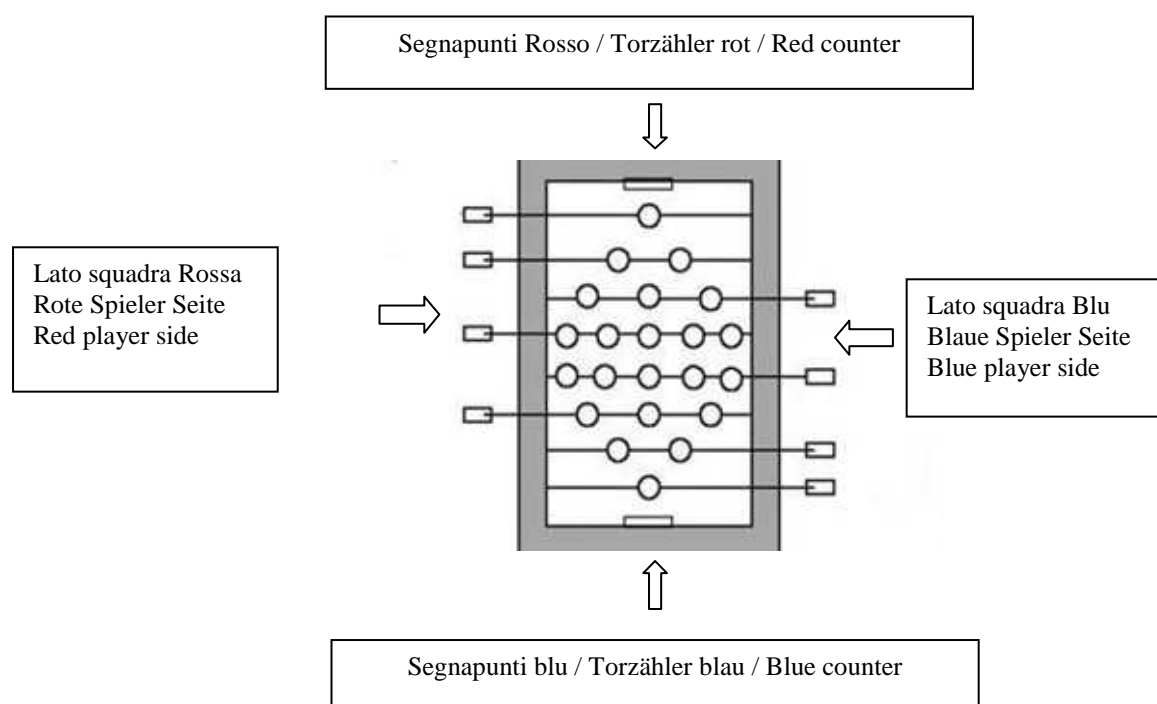 Segnapunti Rosso / Torzähler rot / Red counter
Lato squadra Rossa
Rote Spieler Seite
Red player side
Lato squadra Blu
Blaue Spieler Seite
Blue player side
Segnapunti blu / Torzähler blau / Blue counter